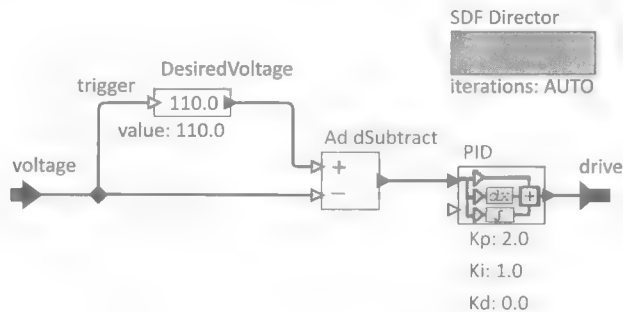 SDF Director
DesiredVoltage
trigger
110.0
iterations: AUTO
value: 110.0
Ad dSubtract
voltage
+
−
PID
drive
d/dx
+
∫
Kp: 2.0
Ki: 1.0
Kd: 0.0